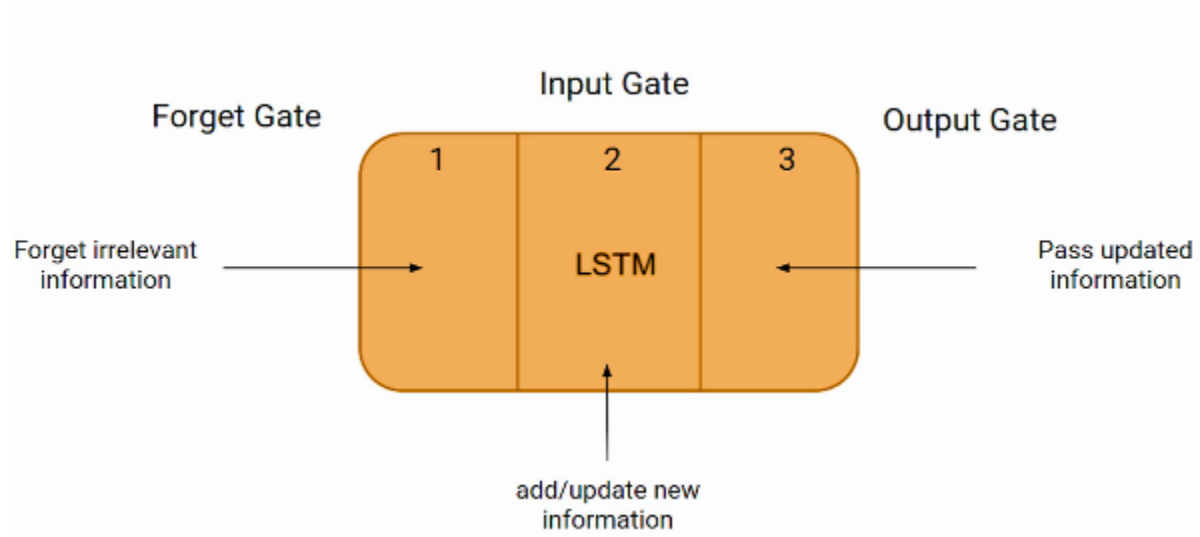 Input Gate
Forget Gate
Output Gate
1
2
3
Forget irrelevant
information
LSTM
Pass updated
information
add/update new
information